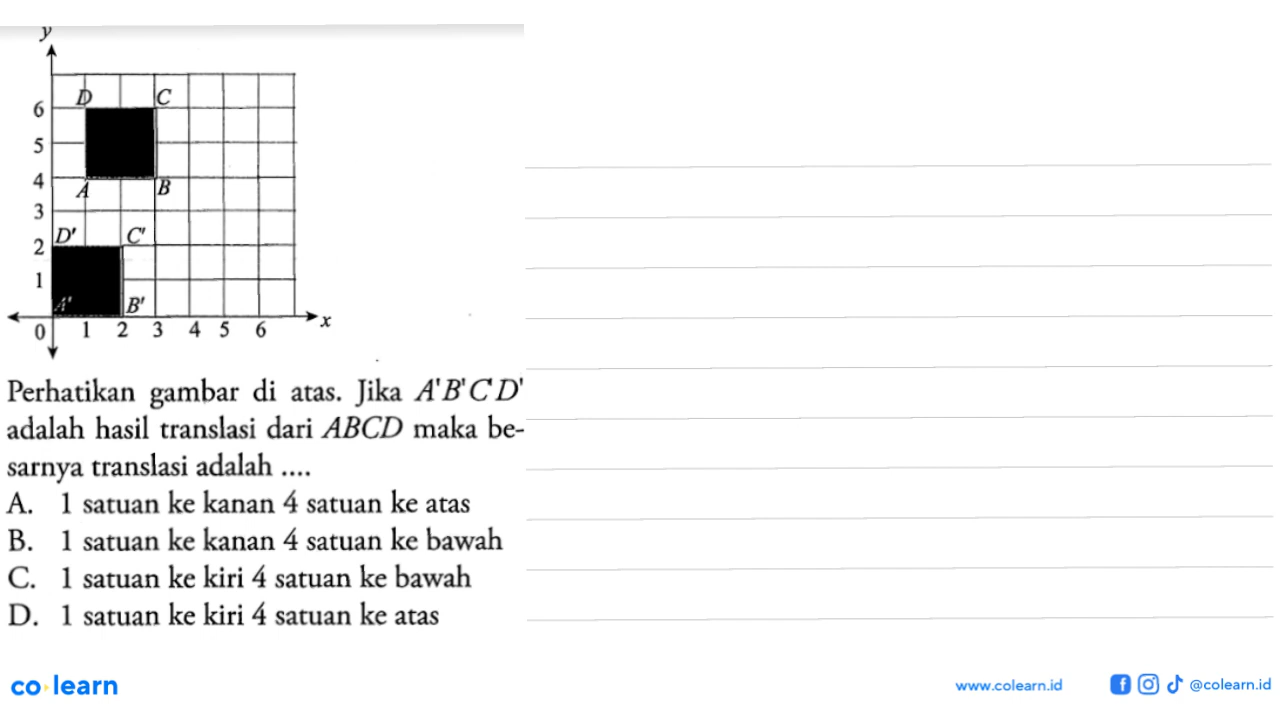 y
D C
6
5
4
A B
3
D' C'
2
1
A' B'
0 1 2 3 4 5 6 x
Perhatikan gambar di atas. Jika A'B'C'D'
adalah hasil translasi dari ABCD maka be-
sarnya translasi adalah ....
A. 1 satuan ke kanan 4 satuan ke atas
B. 1 satuan ke kanan 4 satuan ke bawah
C. 1 satuan ke kiri 4 satuan ke bawah
D. 1 satuan ke kiri 4 satuan ke atas
co learn
www.colearn.id
@colearn.id